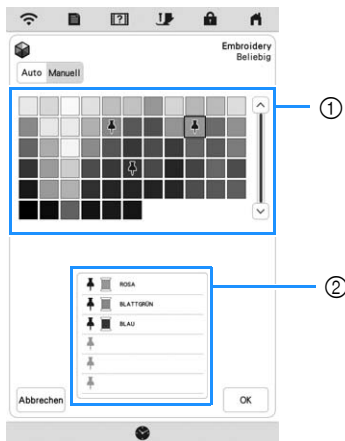 Embroidery
Beliebig
Auto Manuell
①
②
ROSA
BLATTGRÜN
BLAU
Abbrechen
OK